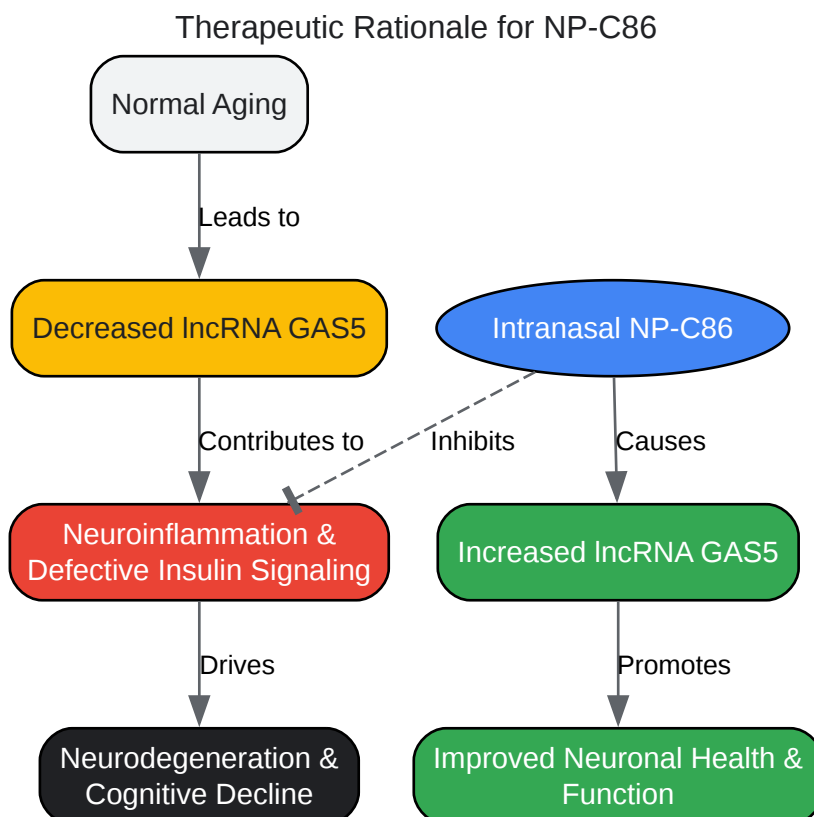 Therapeutic Rationale for NP-C86
Normal Aging
Leads to
Decreased lncRNA GAS5
Intranasal NP-C86
Contributes to
Inhibits
Causes
Neuroinflammation &
Defective Insulin Signaling
Increased lncRNA GAS5
Drives
Promotes
Neurodegeneration &
Cognitive Decline
Improved Neuronal Health &
Function